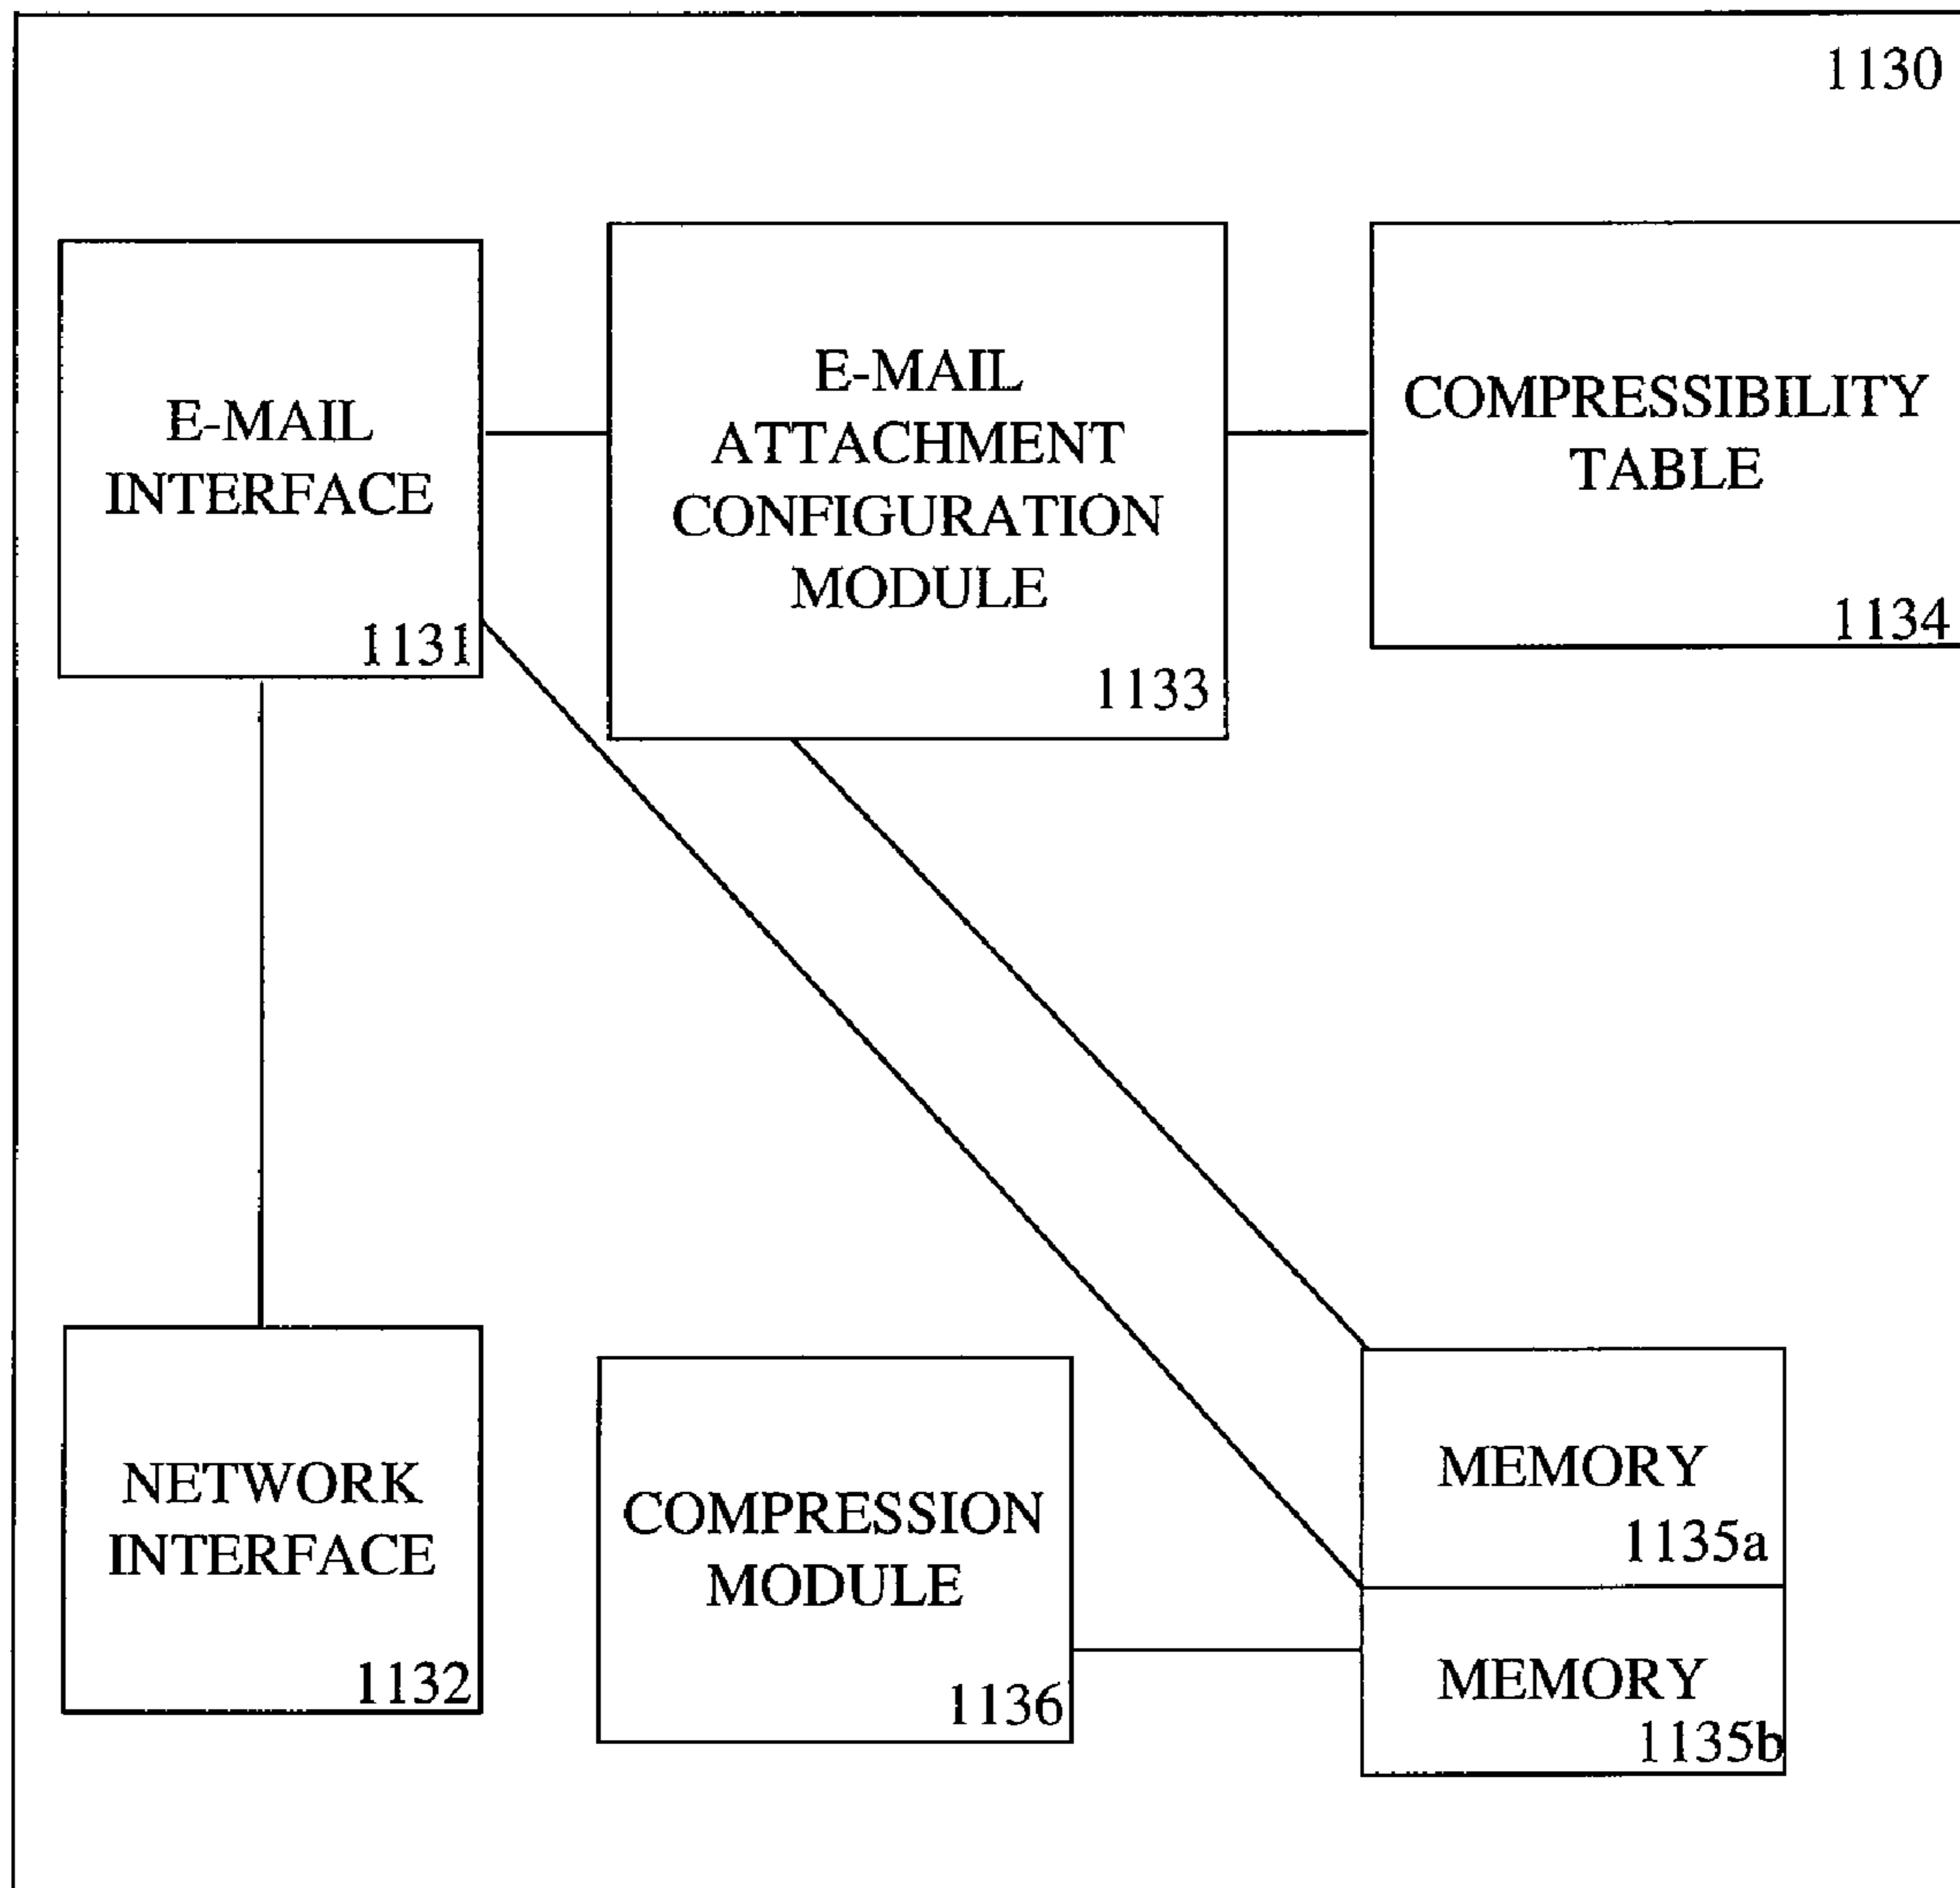 1130
E-MAIL
INTERFACE
1131
E-MAIL
ATTACHMENT
CONFIGURATION
MODULE
1133
COMPRESSIBILITY
TABLE
1134
NETWORK
INTERFACE
1132
COMPRESSION
MODULE
1136
MEMORY
1135a
MEMORY
1135b